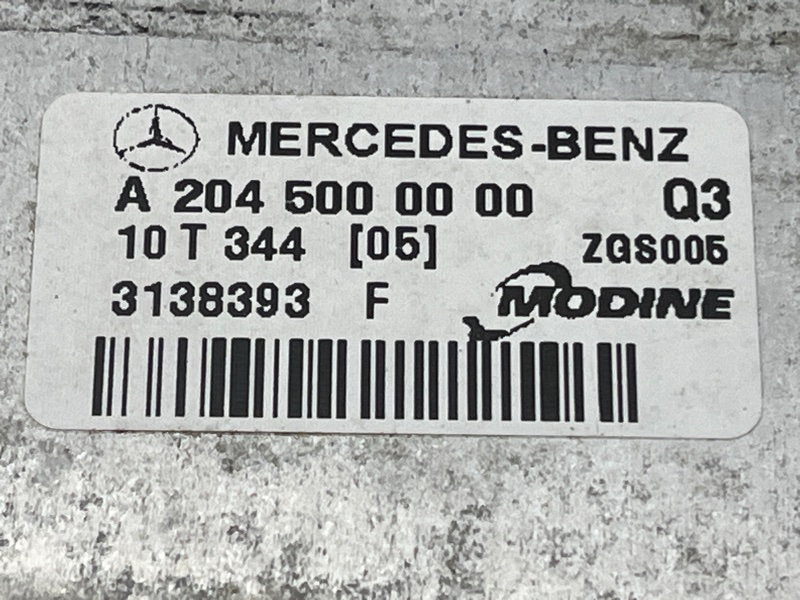 MERCEDES-BENZ
A 204 500 00 00 Q3
10 T 344 [05] ZGS005
3138393 F MODINE